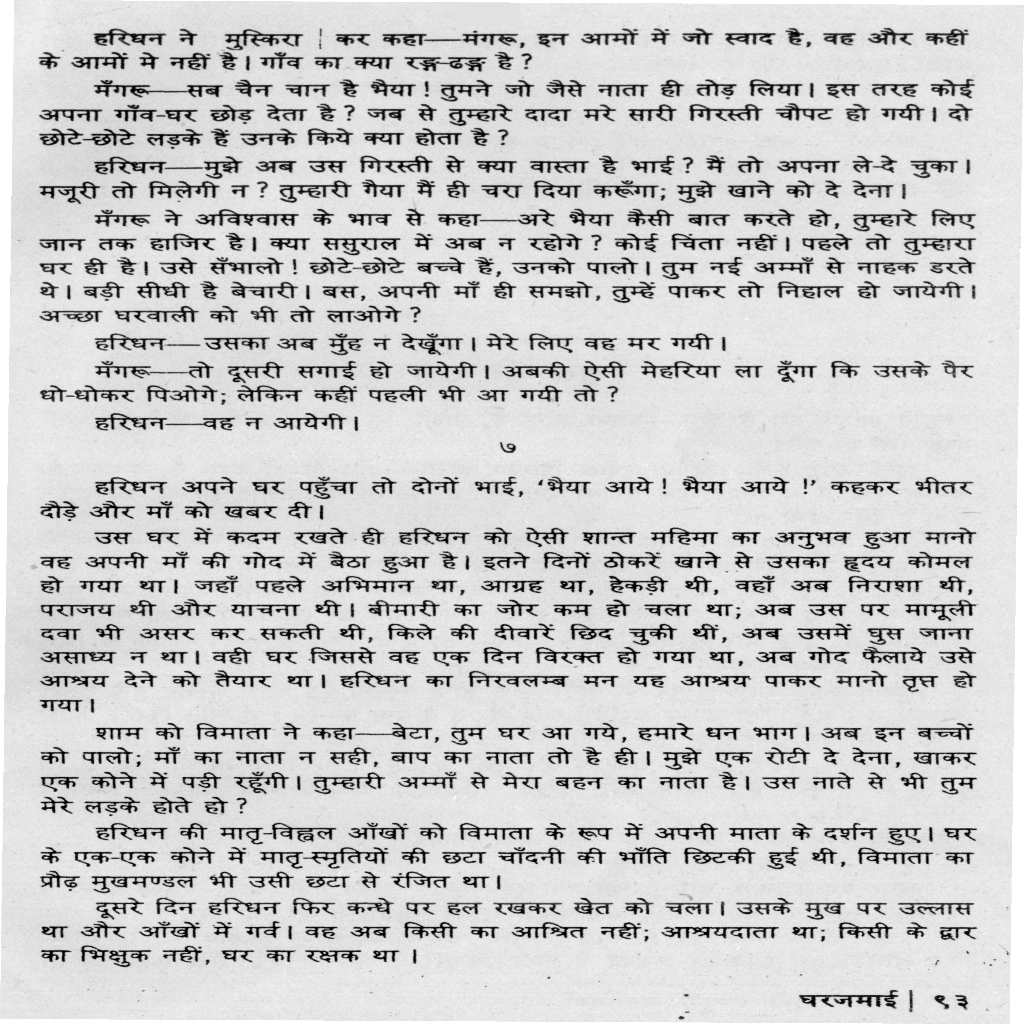 हरिधन ने मुस्किरा | कर कहा—मंगरू, इन आमों में जो स्वाद है, वह और कहीं
के आमों मे नहीं है। गाँव का क्या रङ्ग-ढङ्ग है ?
मँगरू—सब चैन चान है भैया ! तुमने जो जैसे नाता ही तोड़ लिया। इस तरह कोई
अपना गाँव-घर छोड़ देता है ? जब से तुम्हारे दादा मरे सारी गिरस्ती चौपट हो गयी। दो
छोटे-छोटे लड़के हैं उनके किये क्या होता है ?
हरिधन—मुझे अब उस गिरस्ती से क्या वास्ता है भाई ? मैं तो अपना ले-दे चुका।
मजूरी तो मिलेगी न ? तुम्हारी गैया मैं ही चरा दिया करूँगा; मुझे खाने को दे देना।
मँगरू ने अविश्वास के भाव से कहा—अरे भैया कैसी बात करते हो, तुम्हारे लिए
जान तक हाजिर है। क्या ससुराल में अब न रहोगे ? कोई चिंता नहीं। पहले तो तुम्हारा
घर ही है। उसे सँभालो ! छोटे-छोटे बच्चे हैं, उनको पालो। तुम नई अम्माँ से नाहक डरते
थे। बड़ी सीधी है बेचारी। बस, अपनी माँ ही समझो, तुम्हें पाकर तो निहाल हो जायेगी।
अच्छा घरवाली को भी तो लाओगे ?
हरिधन—उसका अब मुँह न देखूँगा। मेरे लिए वह मर गयी।
मँगरू—तो दूसरी सगाई हो जायेगी। अबकी ऐसी मेहरिया ला दूँगा कि उसके पैर
धो-धोकर पिओगे; लेकिन कहीं पहली भी आ गयी तो ?
हरिधन—वह न आयेगी।
७
हरिधन अपने घर पहुँचा तो दोनों भाई, ‘भैया आये ! भैया आये !’ कहकर भीतर
दौड़े और माँ को खबर दी।
उस घर में कदम रखते ही हरिधन को ऐसी शान्त महिमा का अनुभव हुआ मानो
वह अपनी माँ की गोद में बैठा हुआ है। इतने दिनों ठोकरें खाने से उसका हृदय कोमल
हो गया था। जहाँ पहले अभिमान था, आग्रह था, हेकड़ी थी, वहाँ अब निराशा थी,
पराजय थी और याचना थी। बीमारी का जोर कम हो चला था; अब उस पर मामूली
दवा भी असर कर सकती थी, किले की दीवारें छिद चुकी थीं, अब उसमें घुस जाना
असाध्य न था। वही घर जिससे वह एक दिन विरक्त हो गया था, अब गोद फैलाये उसे
आश्रय देने को तैयार था। हरिधन का निरवलम्ब मन यह आश्रय पाकर मानो तृप्त हो
गया।
शाम को विमाता ने कहा—बेटा, तुम घर आ गये, हमारे धन भाग। अब इन बच्चों
को पालो; माँ का नाता न सही, बाप का नाता तो है ही। मुझे एक रोटी दे देना, खाकर
एक कोने में पड़ी रहूँगी। तुम्हारी अम्माँ से मेरा बहन का नाता है। उस नाते से भी तुम
मेरे लड़के होते हो ?
हरिधन की मातृ-विह्वल आँखों को विमाता के रूप में अपनी माता के दर्शन हुए। घर
के एक-एक कोने में मातृ-स्मृतियों की छटा चाँदनी की भाँति छिटकी हुई थी, विमाता का
प्रौढ़ मुखमण्डल भी उसी छटा से रंजित था।
दूसरे दिन हरिधन फिर कन्धे पर हल रखकर खेत को चला। उसके मुख पर उल्लास
था और आँखों में गर्व। वह अब किसी का आश्रित नहीं; आश्रयदाता था; किसी के द्वार
का भिक्षुक नहीं, घर का रक्षक था।
घरजमाई | ९३